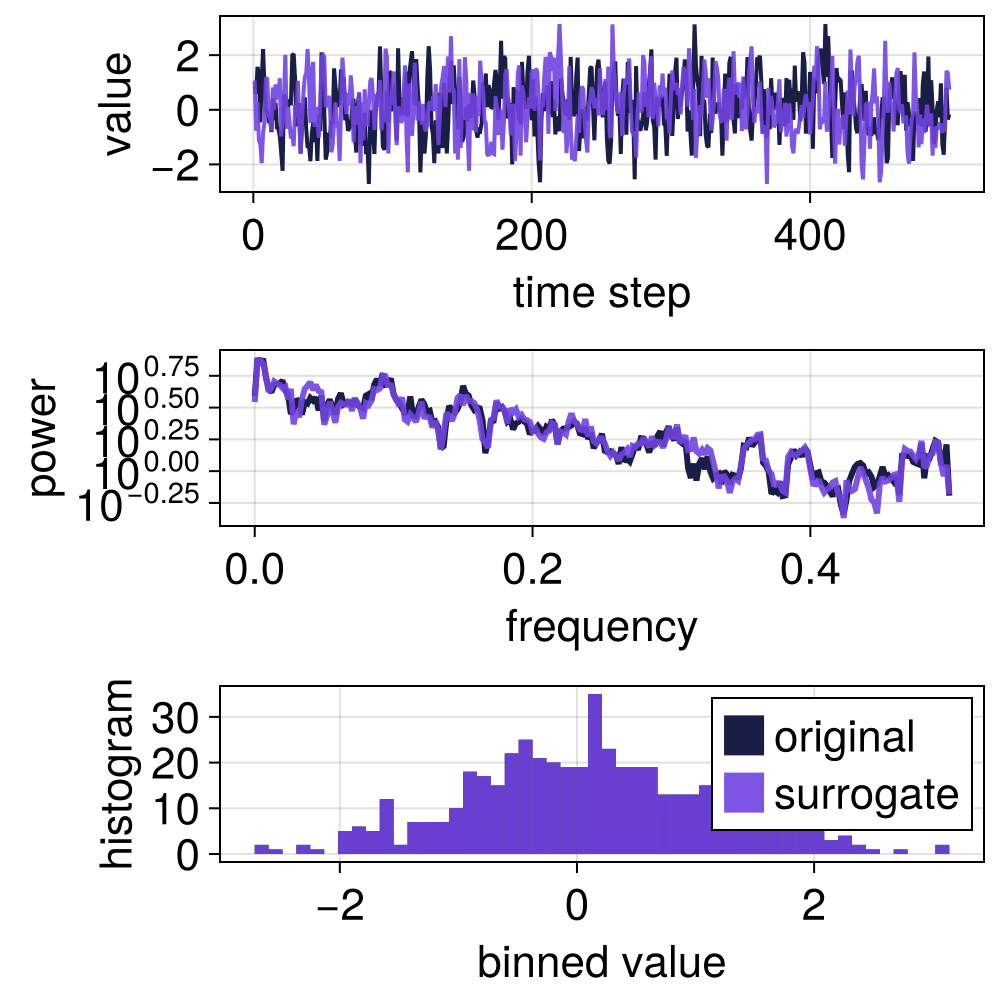 value
2
0
−2
0 200 400
time step
power
10^0.75
10^0.50
10^0.25
10^0.00
10^−0.25
0.0 0.2 0.4
frequency
histogram
30
20
10
0
original
surrogate
−2 0 2
binned value